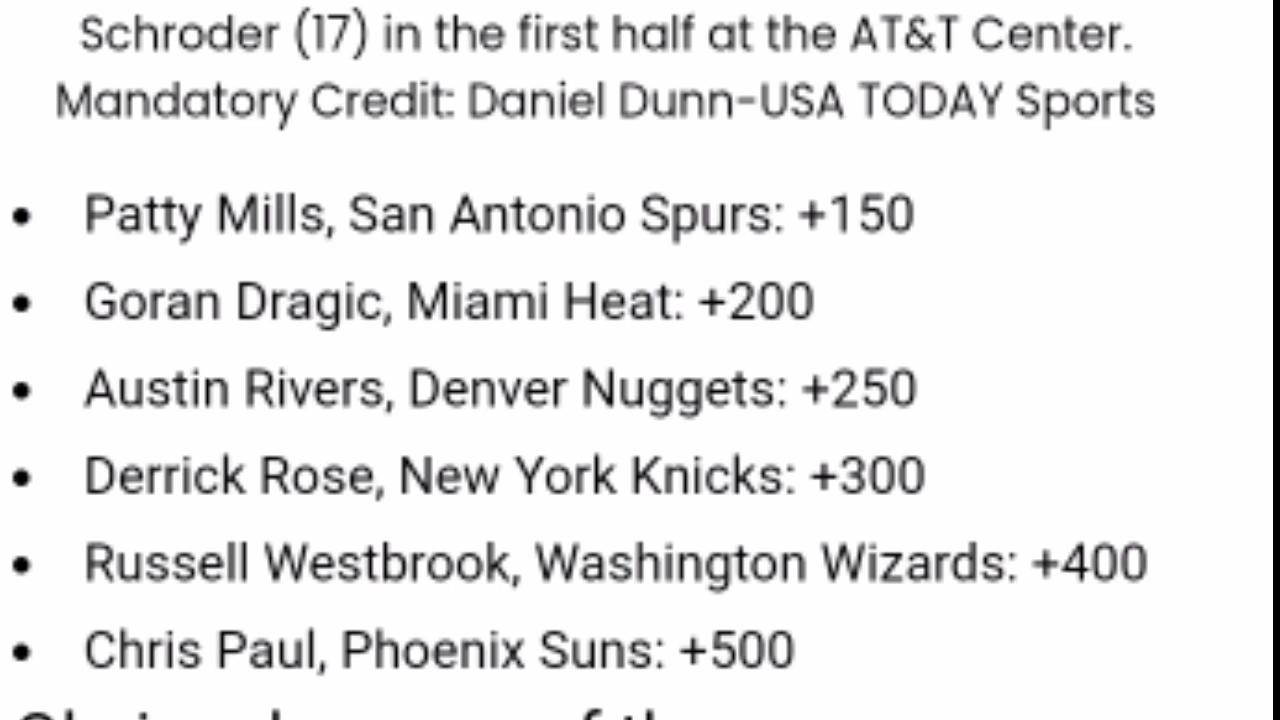 Schroder (17) in the first half at the AT&T Center.
Mandatory Credit: Daniel Dunn-USA TODAY Sports
• Patty Mills, San Antonio Spurs: +150
• Goran Dragic, Miami Heat: +200
• Austin Rivers, Denver Nuggets: +250
• Derrick Rose, New York Knicks: +300
• Russell Westbrook, Washington Wizards: +400
• Chris Paul, Phoenix Suns: +500